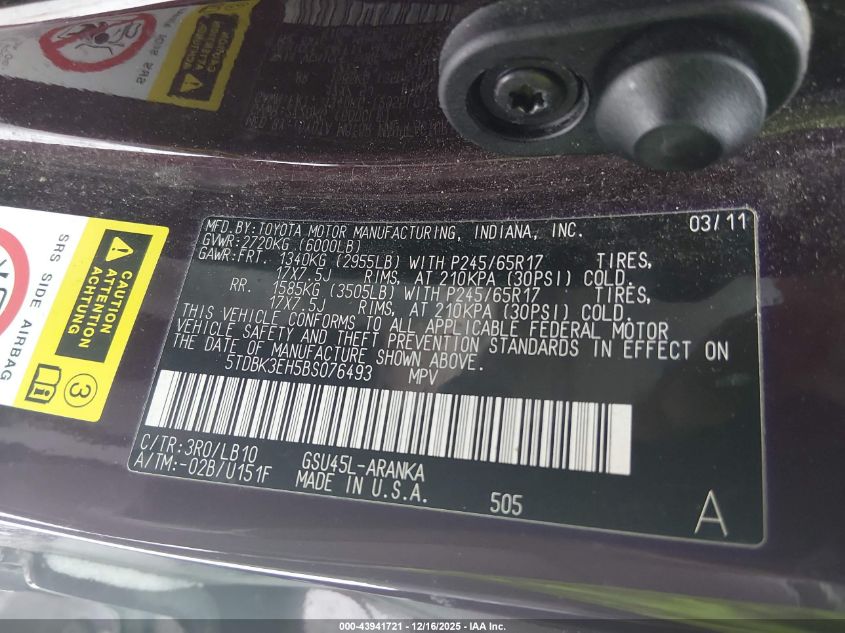 SRS SIDE AIRBAG
CAUTION
ATTENTION
ACHTUNG
3
MFD. BY: TOYOTA MOTOR MANUFACTURING, INDIANA, INC. 03/11
GVWR: 2720KG (6000LB)
GAWR: FRT. 1340KG (2955LB) WITH P245/65R17 TIRES,
17X7.5J RIMS, AT 210KPA (30PSI) COLD.
RR. 1585KG (3505LB) WITH P245/65R17 TIRES,
17X7.5J RIMS, AT 210KPA (30PSI) COLD.
THIS VEHICLE CONFORMS TO ALL APPLICABLE FEDERAL MOTOR
VEHICLE SAFETY AND THEFT PREVENTION STANDARDS IN EFFECT ON
THE DATE OF MANUFACTURE SHOWN ABOVE.
5TDBK3EH5BS076493 MPV
C/TR: 3R0/LB10 GSU45L-ARANKA
A/TM: -02B/U151F MADE IN U.S.A.
505 A
000-43941721 - 12/16/2025 - IAA Inc.